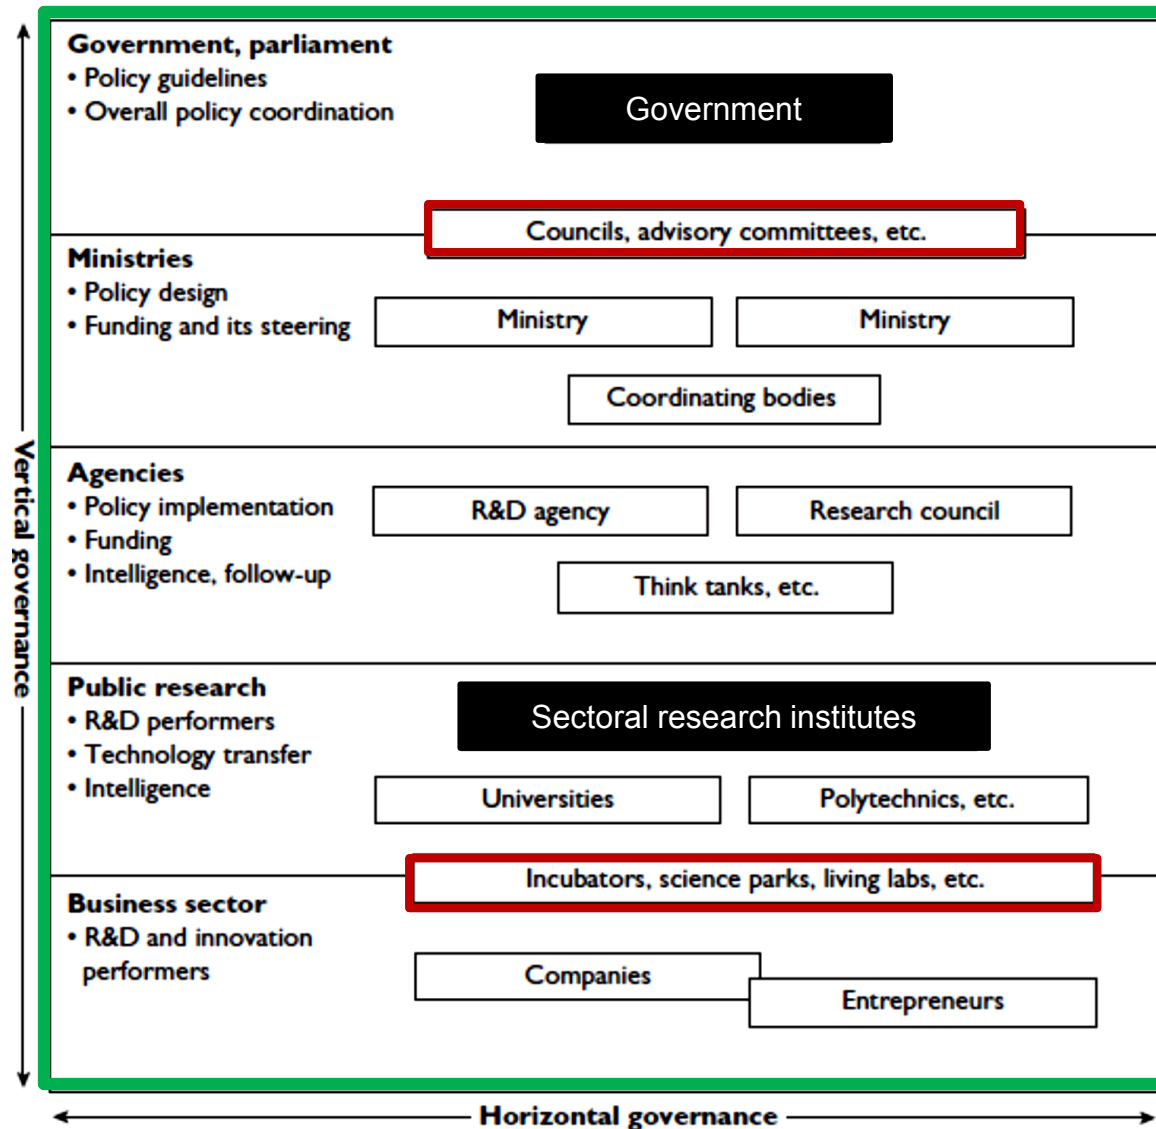 Government, parliament
• Policy guidelines
• Overall policy coordination
Government
Councils, advisory committees, etc.
Ministries
• Policy design
• Funding and its steering
Ministry
Ministry
Coordinating bodies
Agencies
• Policy implementation
• Funding
• Intelligence, follow-up
R&D agency
Research council
Think tanks, etc.
Public research
• R&D performers
• Technology transfer
• Intelligence
Sectoral research institutes
Universities
Polytechnics, etc.
Incubators, science parks, living labs, etc.
Business sector
• R&D and innovation
performers
Companies
Entrepreneurs
Vertical governance
Horizontal governance